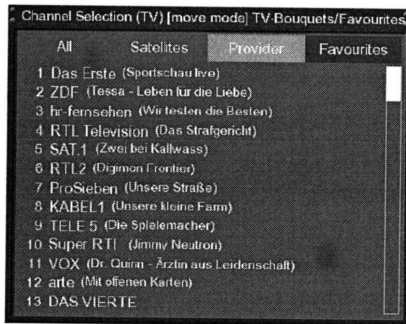 Channel Selection (TV) [move mode] TV-Bouquets/Favourites
All Satellites Provider Favourites
1 Das Erste (Sportschau live)
2 ZDF (Tessa - Leben für die Liebe)
3 hr-fernsehen (Wir testen die Besten)
4 RTL Television (Das Strafgericht)
5 SAT.1 (Zwei bei Kallwass)
6 RTL2 (Digimon Frontier)
7 ProSieben (Unsere Straße)
8 KABEL1 (Unsere kleine Farm)
9 TELE 5 (Die Spielemacher)
10 Super RTL (Jimmy Neutron)
11 VOX (Dr. Quinn - Ärztin aus Leidenschaft)
12 arte (Mit offenen Karten)
13 DAS VIERTE